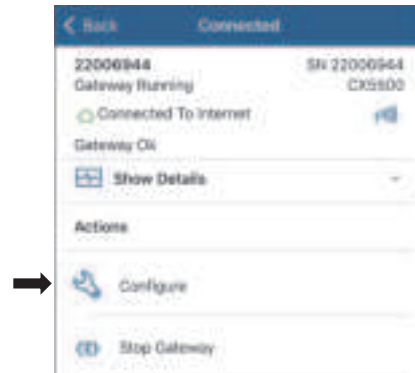 Back Connected
22006944 SN 22006944
Gateway Running CX5500
Connected To Internet
Gateway Ok
Show Details
Actions
Configure
Stop Gateway